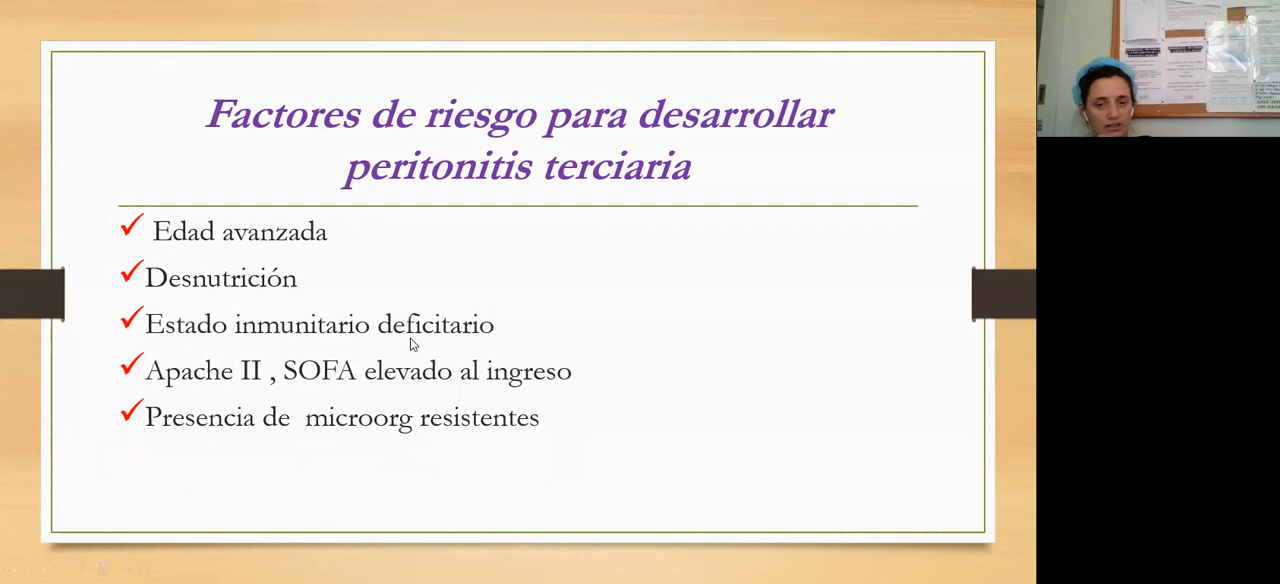 Factores de riesgo para desarrollar
peritonitis terciaria
Edad avanzada
Desnutrición
Estado inmunitario deficitario
Apache II , SOFA elevado al ingreso
Presencia de  microorg resistentes